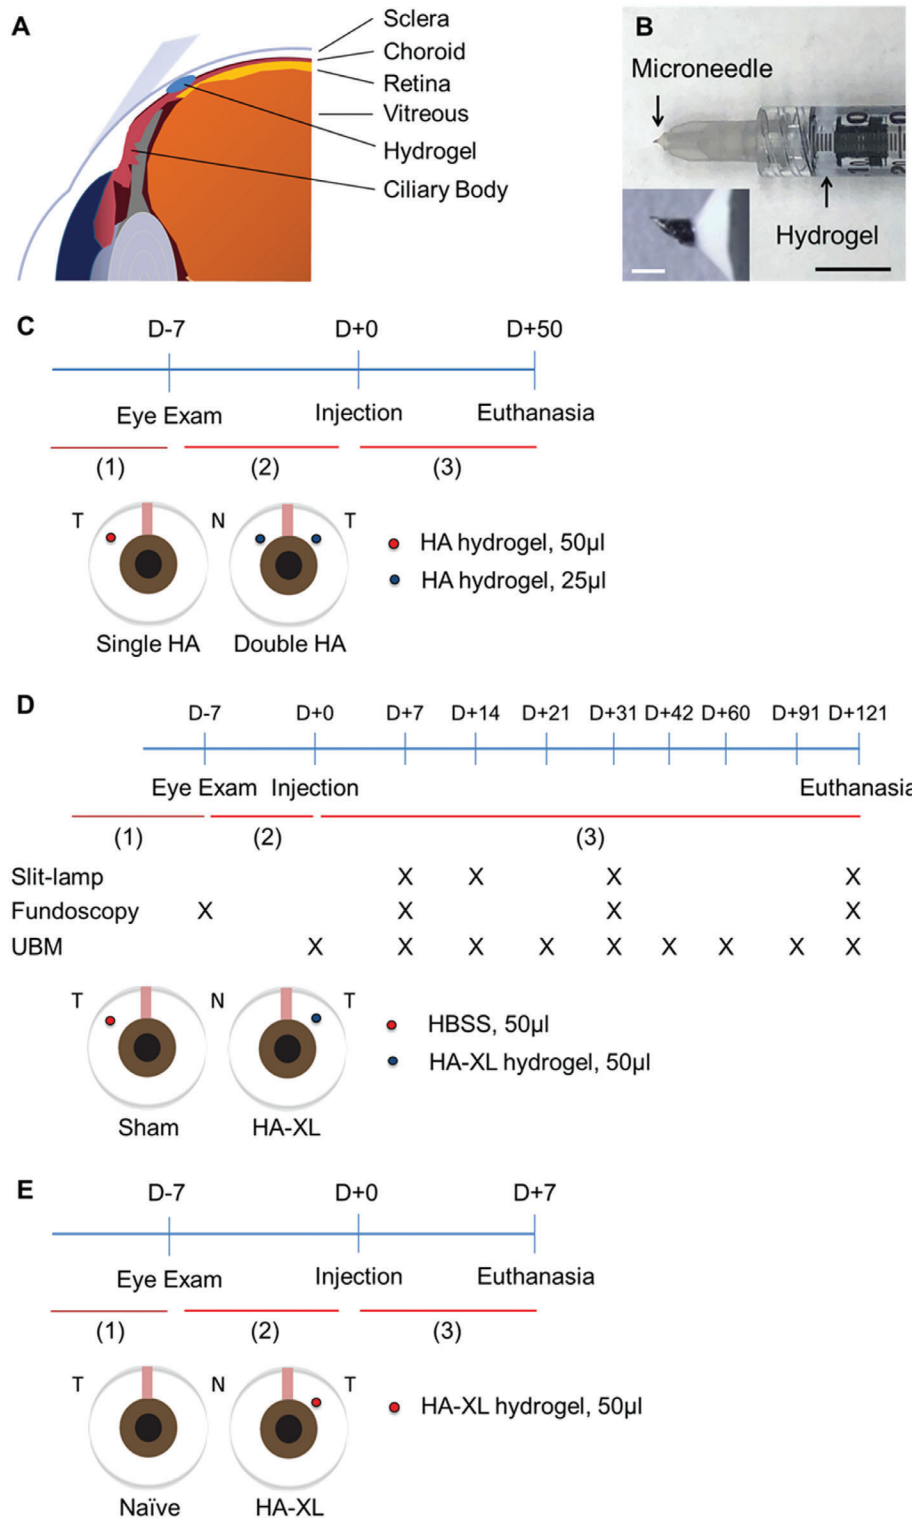 A
Sclera
Choroid
Retina
Vitreous
Hydrogel
Ciliary Body
B
Microneedle
Hydrogel
C
D-7 D+0 D+50
Eye Exam Injection Euthanasia
(1) (2) (3)
T N T
HA hydrogel, 50µl
HA hydrogel, 25µl
Single HA Double HA
D
D-7 D+0 D+7 D+14 D+21 D+31 D+42 D+60 D+91 D+121
Eye Exam Injection Euthanasia
(1) (2) (3)
Slit-lamp X X X X
Fundoscopy X X X X
UBM X X X X X X X X X
T N T
HBSS, 50µl
HA-XL hydrogel, 50µl
Sham HA-XL
E
D-7 D+0 D+7
Eye Exam Injection Euthanasia
(1) (2) (3)
T N T
HA-XL hydrogel, 50µl
Naïve HA-XL